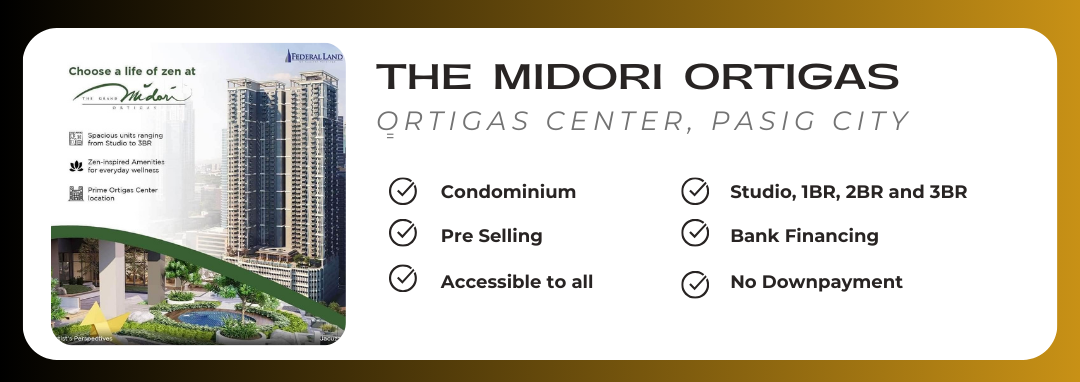 FEDERAL LAND
Choose a life of zen at
THE GRAND Midori
ORTIGAS
Spacious units ranging
from Studio to 3BR
Zen-inspired Amenities
for everyday wellness
Prime Ortigas Center
location
tist's Perspectives
THE MIDORI ORTIGAS
ORTIGAS CENTER, PASIG CITY
Condominium
Studio, 1BR, 2BR and 3BR
Pre Selling
Bank Financing
Accessible to all
No Downpayment